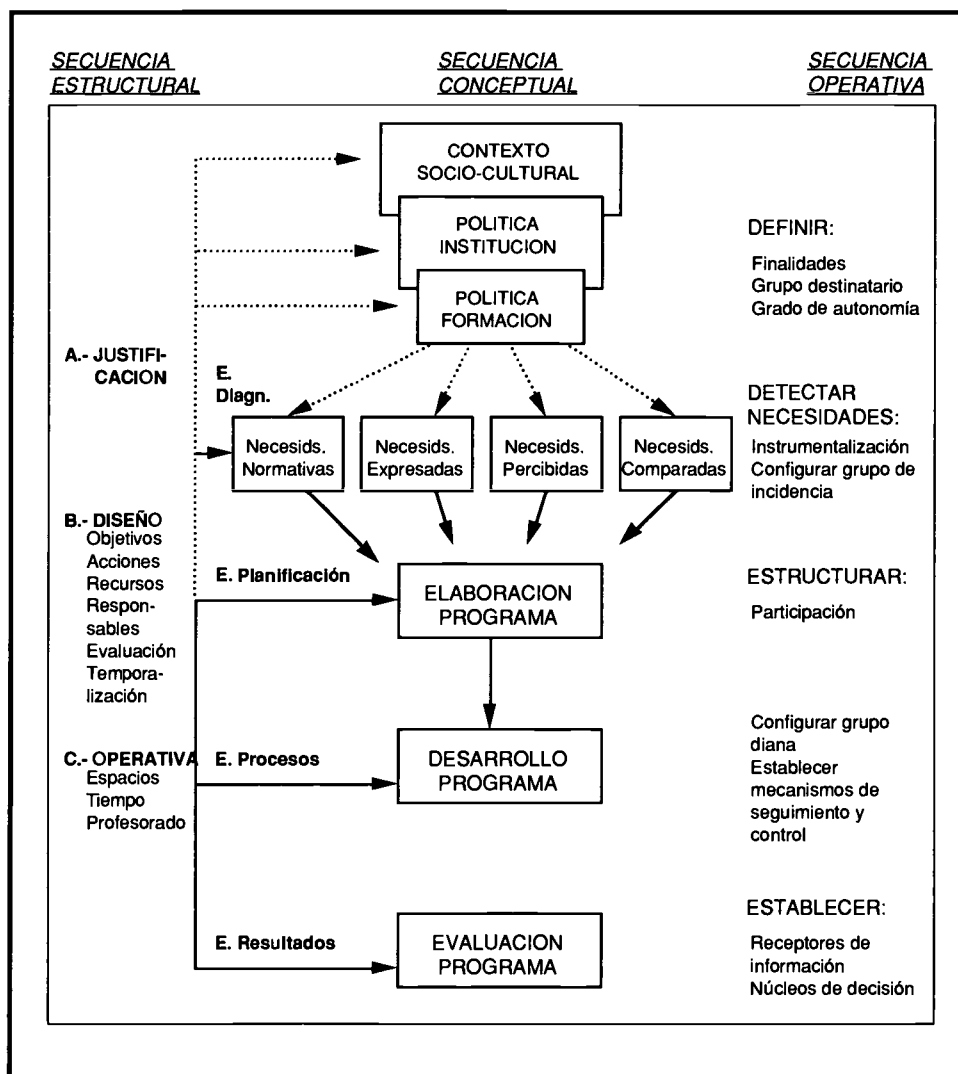 SECUENCIA
ESTRUCTURAL
SECUENCIA
CONCEPTUAL
SECUENCIA
OPERATIVA
CONTEXTO
SOCIO-CULTURAL
POLITICA
INSTITUCION
POLITICA
FORMACION
DEFINIR:
Finalidades
Grupo destinatario
Grado de autonomía
A.- JUSTIFI-
CACION
E.
Diagn.
Necesids.
Normativas
Necesids.
Expresadas
Necesids.
Percibidas
Necesids.
Comparadas
DETECTAR
NECESIDADES:
Instrumentalización
Configurar grupo de
incidencia
B.- DISEÑO
Objetivos
Acciones
Recursos
Respon-
sables
Evaluación
Tempora-
lización
E. Planificación
ELABORACION
PROGRAMA
ESTRUCTURAR:
Participación
C.- OPERATIVA
Espacios
Tiempo
Profesorado
E. Procesos
DESARROLLO
PROGRAMA
Configurar grupo
diana
Establecer
mecanismos de
seguimiento y
control
E. Resultados
EVALUACION
PROGRAMA
ESTABLECER:
Receptores de
información
Núcleos de decisión